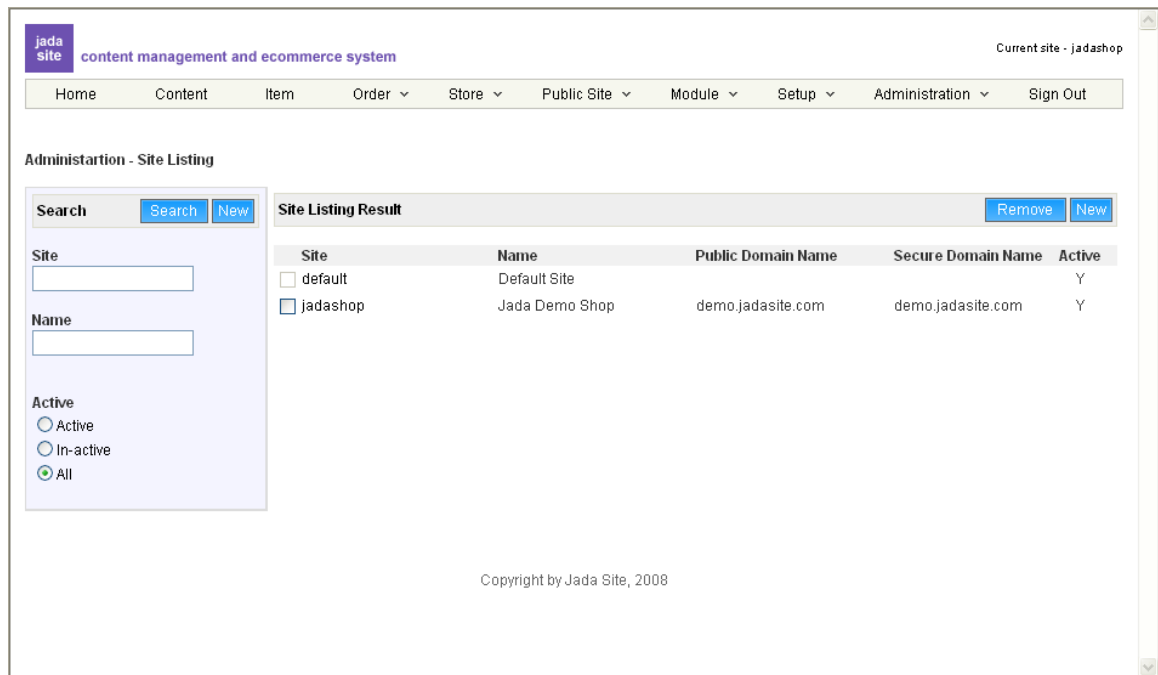 jada
site
content management and ecommerce system
Current site - jadashop
Home Content Item Order Store Public Site Module Setup Administration Sign Out
Administartion - Site Listing
Search Search New
Site Listing Result Remove New
Site
Name
Active
Active
In-active
All
Site Name Public Domain Name Secure Domain Name Active
default Default Site Y
jadashop Jada Demo Shop demo.jadasite.com demo.jadasite.com Y
Copyright by Jada Site, 2008